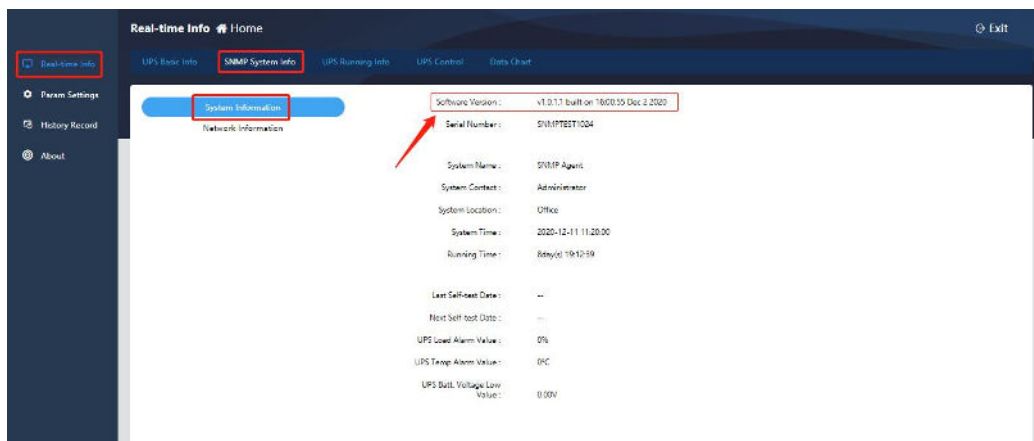 Real-time Info Home
Exit
Real-time Info
Param Settings
History Record
About
UPS Basic Info SNMP System Info UPS Running Info UPS Control Data Chart
System Information
Network Information
Software Version : v1.0.1.1 built on 18:00:55 Dec 2 2020
Serial Number : SNMPTEST1024
System Name : SNMP Agent
System Contact : Administrator
System Location : Office
System Time : 2020-12-11 11:20:00
Running Time : 8day(s) 19:12:59
Last Self-test Date : --
Next Self-test Date : --
UPS Load Alarm Value : 0%
UPS Temp Alarm Value : 0°C
UPS Batt. Voltage Low
Value : 0.00V